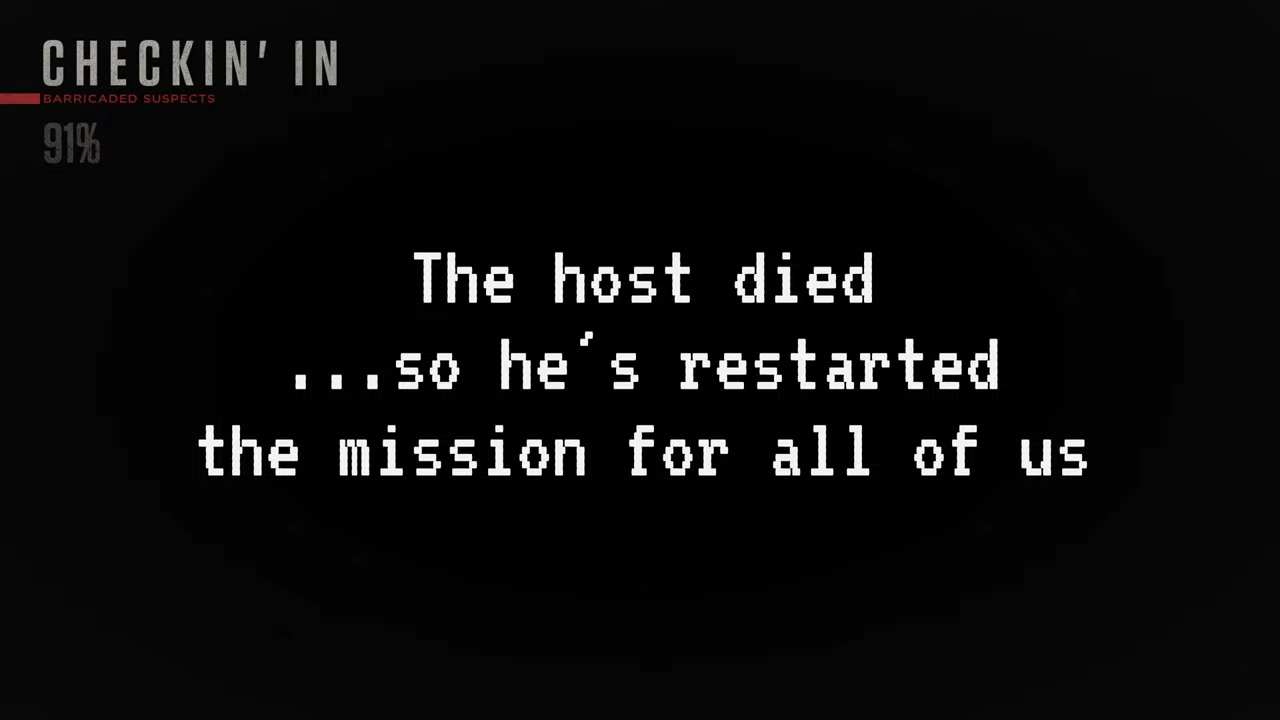 CHECKIN' IN
BARRICADED SUSPECTS
91%
The host died
...so he's restarted
the mission for all of us